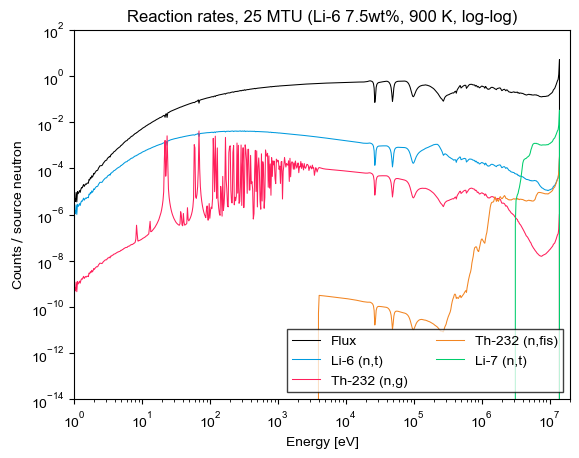 Reaction rates, 25 MTU (Li-6 7.5wt%, 900 K, log-log)
Counts / source neutron
10^2
10^0
10^−2
10^−4
10^−6
10^−8
10^−10
10^−12
10^−14
Flux
Li-6 (n,t)
Th-232 (n,g)
Th-232 (n,fis)
Li-7 (n,t)
10^0 10^1 10^2 10^3 10^4 10^5 10^6 10^7
Energy [eV]